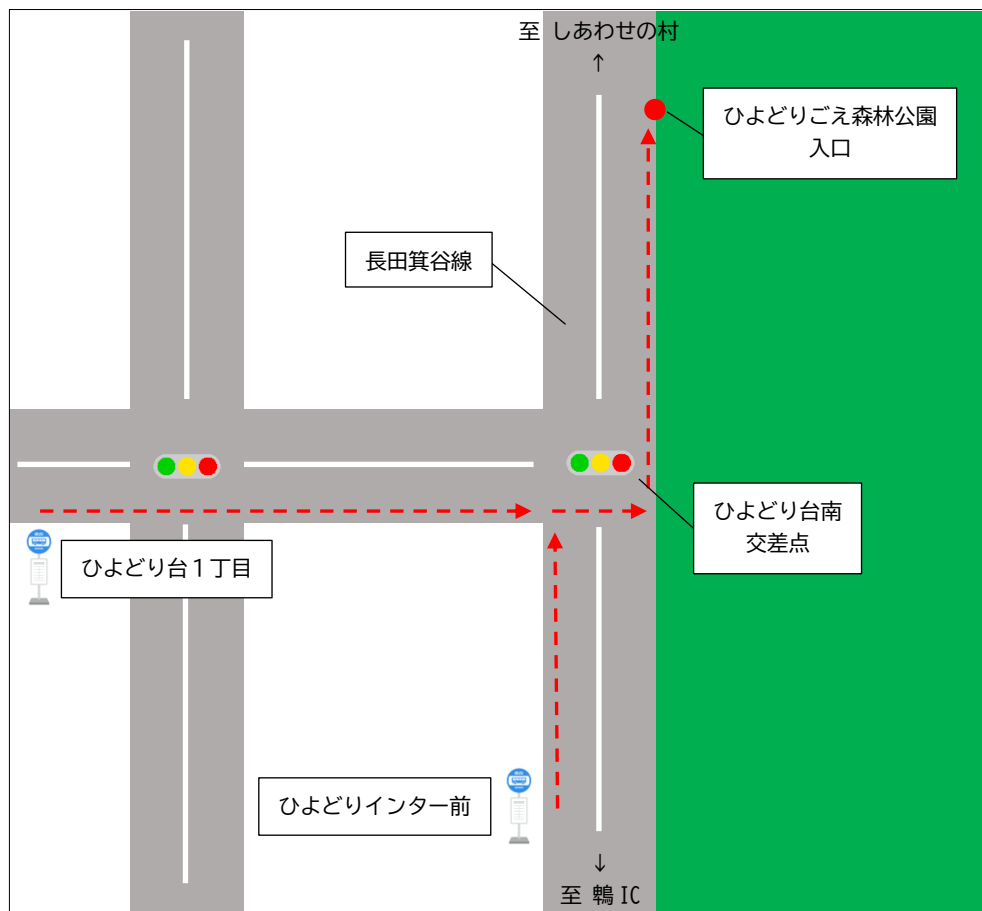 至 しあわせの村
↑
ひよどりごえ森林公園
入口
長田箕谷線
ひよどり台南
交差点
ひよどり台１丁目
ひよどりインター前
↓
至 鵯 IC